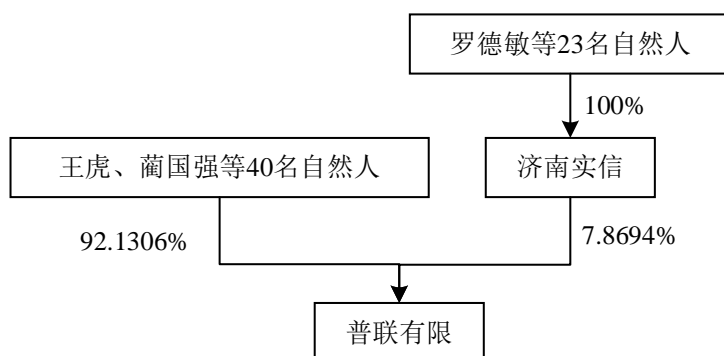 罗德敏等23名自然人
100%
王虎、蔺国强等40名自然人
济南实信
92.1306%
7.8694%
普联有限